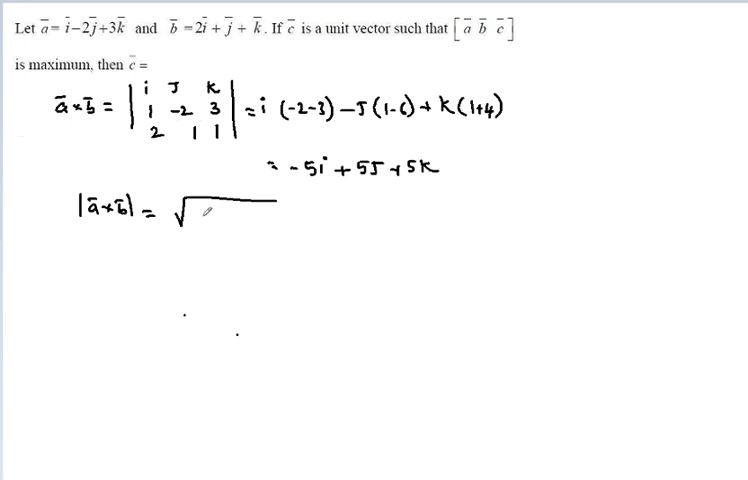 Let a̅ = i̅−2j̅+3k̅ and b̅ =2i̅ + j̅ + k̅. If c̅ is a unit vector such that [ a̅ b̅ c̅ ]
is maximum, then c̅ =
a̅×b̅ = | i J K | = i (-2-3) - J (1-6) + K (1+4)
1 -2 3
2 1 1
= -5i + 5J + 5K
|a̅×b̅| = √